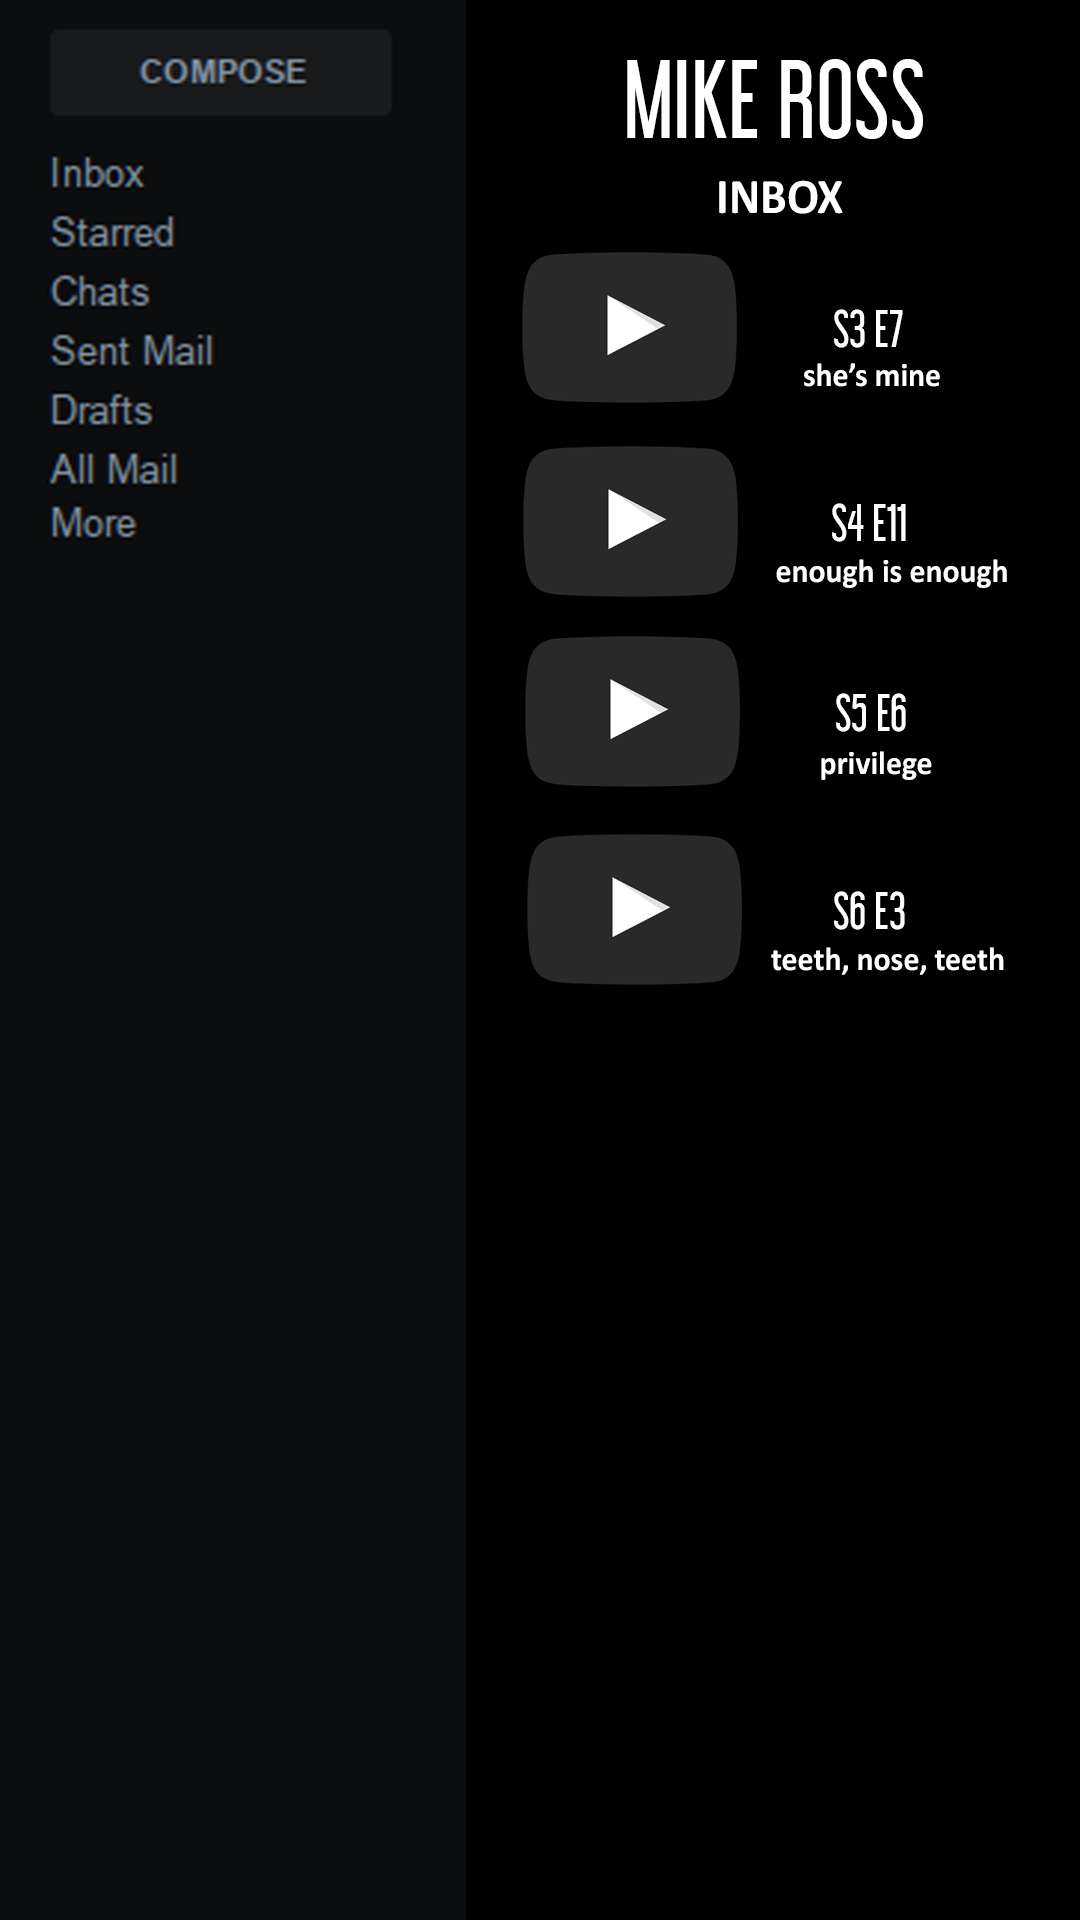 COMPOSE
Inbox
Starred
Chats
Sent Mail
Drafts
All Mail
More
MIKE ROSS
INBOX
S3 E7
she's mine
S4 E11
enough is enough
S5 E6
privilege
S6 E3
teeth, nose, teeth